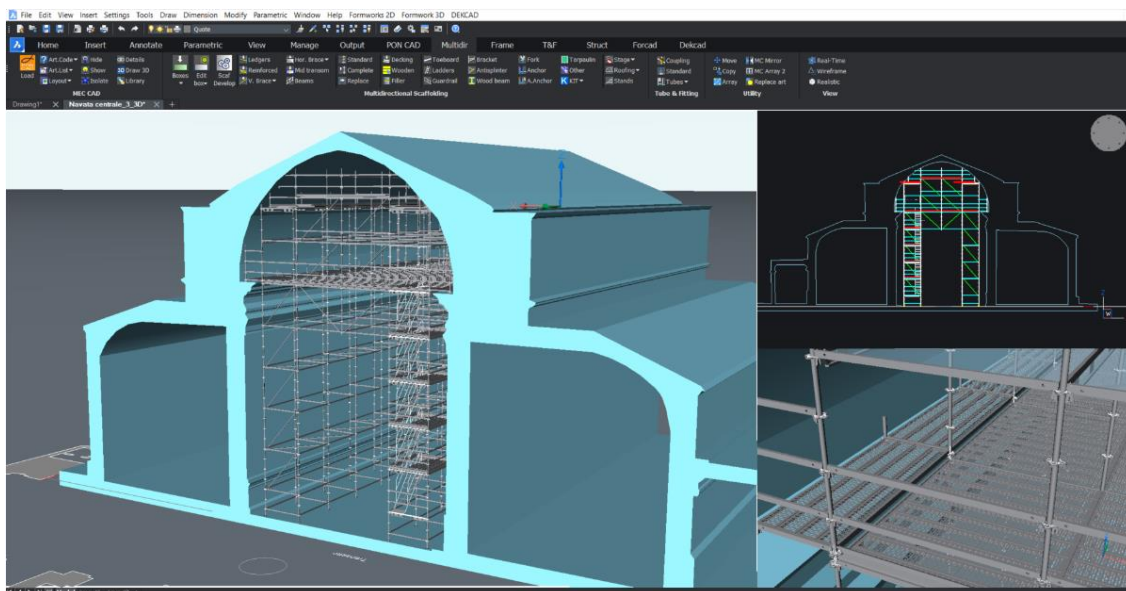 File Edit View Insert Settings Tools Draw Dimension Modify Parametric Window Help Formworks 2D Formwork 3D DEKCAD
Quote
Home Insert Annotate Parametric View Manage Output PON CAD Multidir Frame T&F Struct Forcad Dekcad
Load Art.Code Hide Details Ledgers Hor. Brace Standard Decking Toeboard Bracket Fork Tarpaulin Stage Coupling Move MC Mirror Real-Time
Art.List Show Draw 3D Boxes Edit box Scaf Develop Reinforced Mid transom Complete Wooden Ladders Antisplinter Anchor Other Roofing Standard Copy MC Array 2 Wireframe
Layout Isolate Library V. Brace Beams Replace Filler Guardrail Wood beam A.Anchor KIT Stands Tubes Array Replace art Realistic
MEC CAD Multidirectional Scaffolding Tube & Fitting Utility View
Drawing1* Navata centrale_3_3D*
W